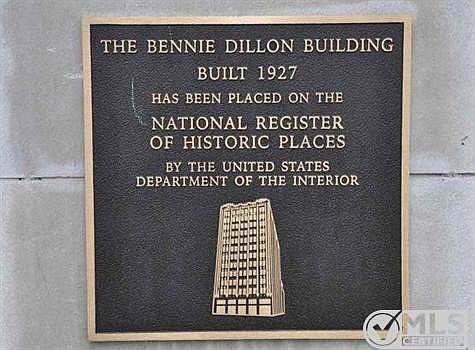 THE BENNIE DILLON BUILDING
BUILT 1927
HAS BEEN PLACED ON THE
NATIONAL REGISTER
OF HISTORIC PLACES
BY THE UNITED STATES
DEPARTMENT OF THE INTERIOR
MLS
CERTIFIED